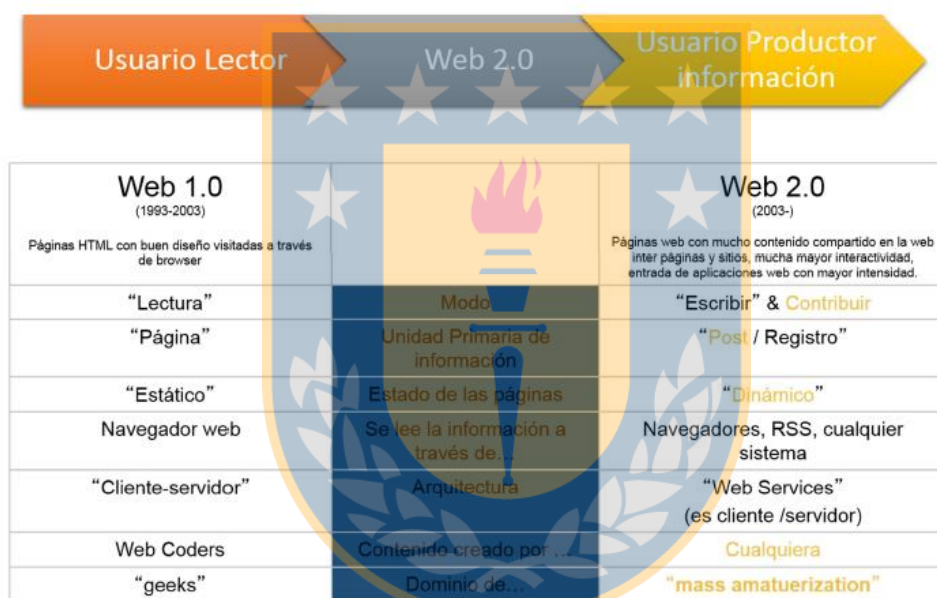 Usuario Lector
Web 2.0
Usuario Productor
información
Web 1.0
(1993-2003)
Páginas HTML con buen diseño visitadas a través
de browser
Web 2.0
(2003-)
Páginas web con mucho contenido compartido en la web
inter páginas y sitios, mucha mayor interactividad,
entrada de aplicaciones web con mayor intensidad.
“Lectura”
Modo
“Escribir” & Contribuir
“Página”
Unidad Primaria de
información
“Post / Registro”
“Estático”
Estado de las páginas
“Dinámico”
Navegador web
Se lee la información a
través de…
Navegadores, RSS, cualquier
sistema
“Cliente-servidor”
Arquitectura
“Web Services”
(es cliente /servidor)
Web Coders
Contenido creado por …
Cualquiera
“geeks”
Dominio de…
“mass amatuerization”